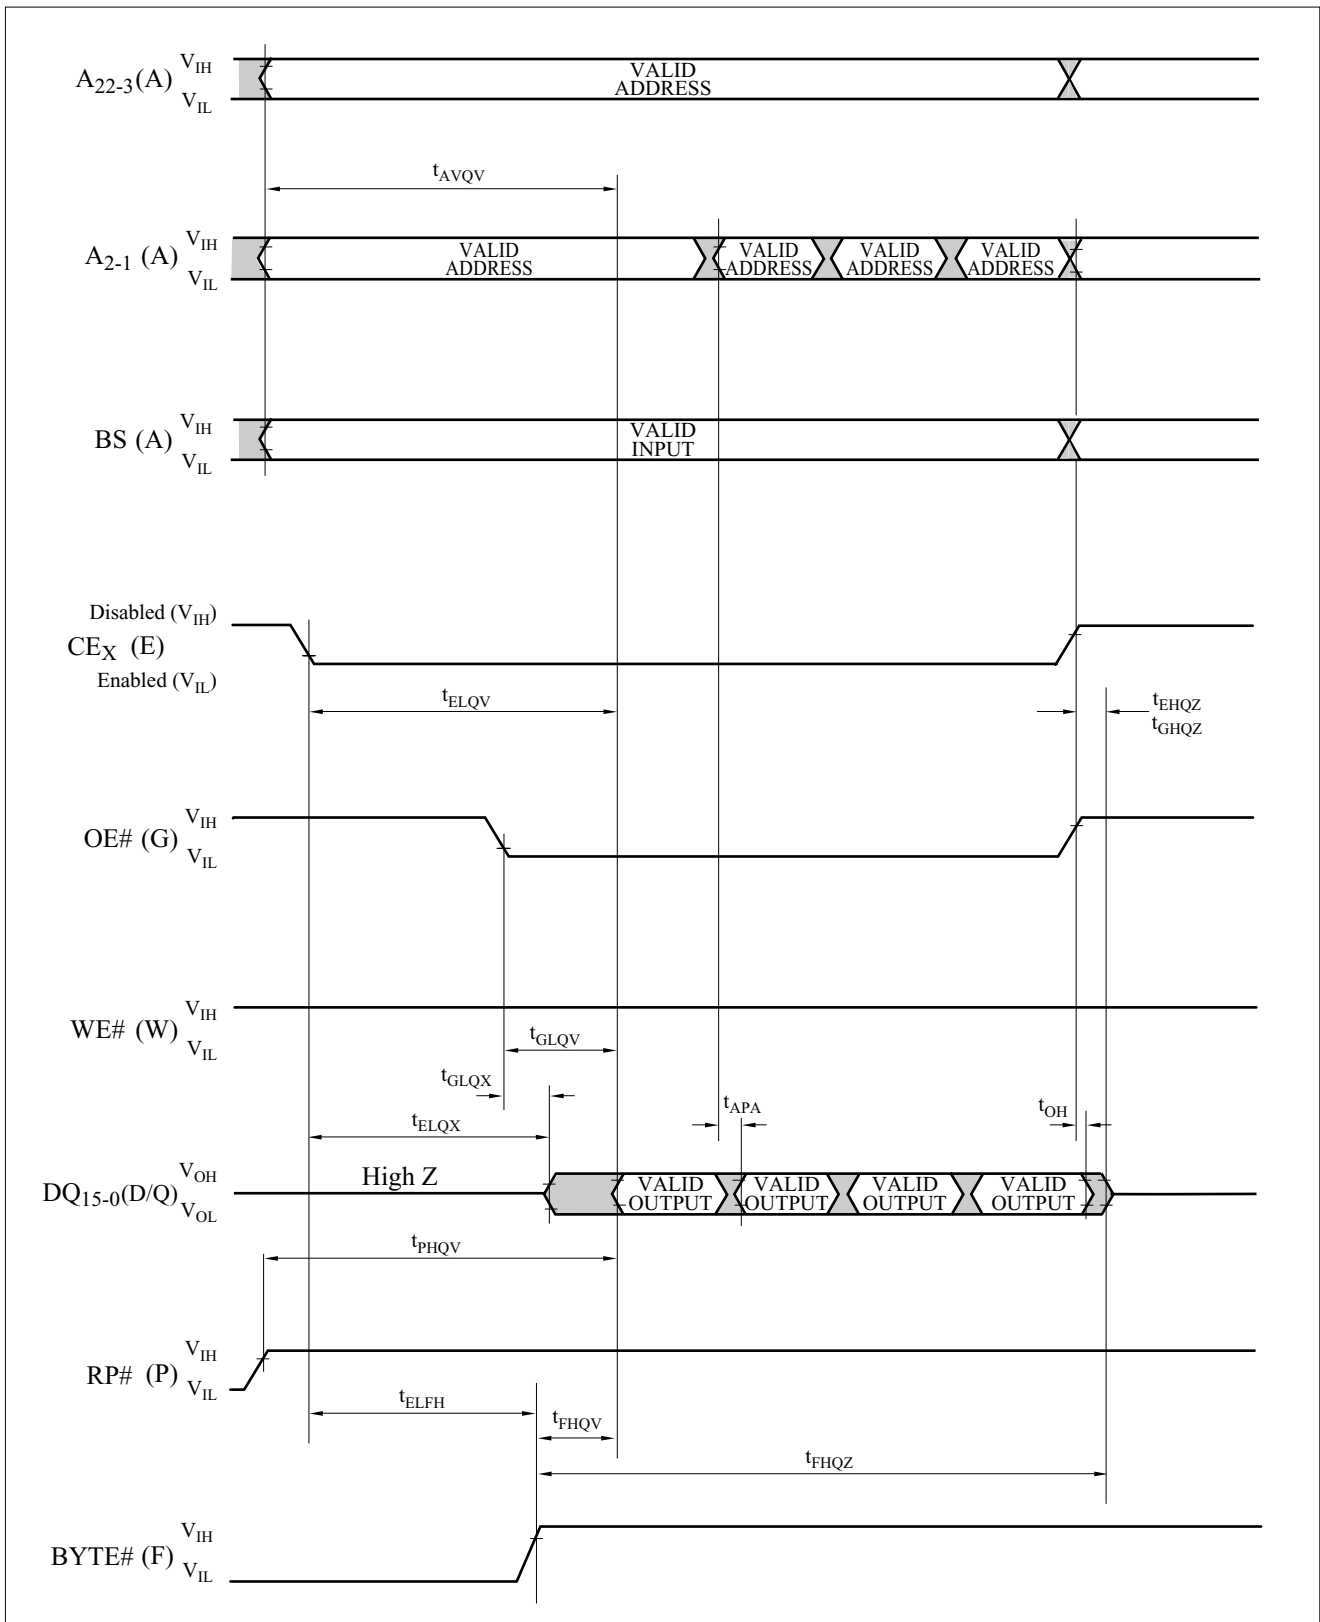 A22-3(A) VIH
VALID
ADDRESS
VIL
tAVQV
A2-1 (A) VIH
VALID
ADDRESS
VALID
ADDRESS
VALID
ADDRESS
VALID
ADDRESS
VIL
BS (A) VIH
VALID
INPUT
VIL
Disabled (VIH)
CEX (E)
Enabled (VIL)
tELQV
tEHQZ
tGHQZ
OE# (G) VIH
VIL
WE# (W) VIH
VIL
tGLQV
tGLQX
tAPA
tOH
tELQX
DQ15-0(D/Q) VOH
High Z
VALID
OUTPUT
VALID
OUTPUT
VALID
OUTPUT
VALID
OUTPUT
VOL
tPHQV
RP# (P) VIH
VIL
tELFH
tFHQV
tFHQZ
BYTE# (F) VIH
VIL